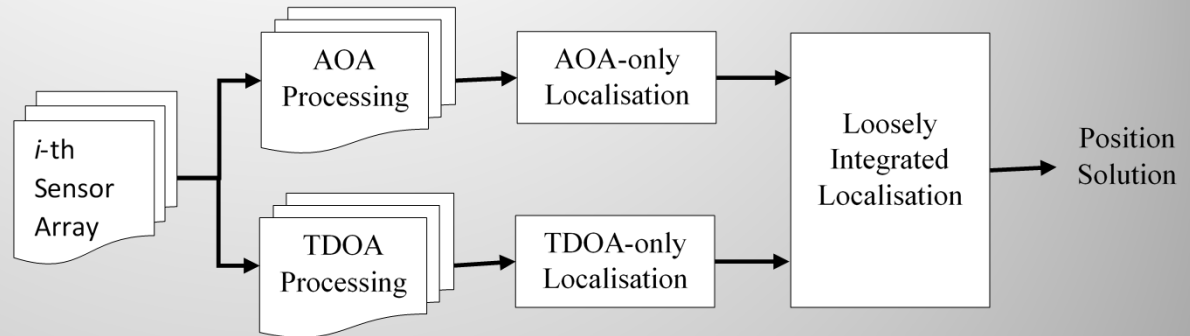 i-th
Sensor
Array
AOA
Processing
AOA-only
Localisation
TDOA
Processing
TDOA-only
Localisation
Loosely
Integrated
Localisation
Position
Solution